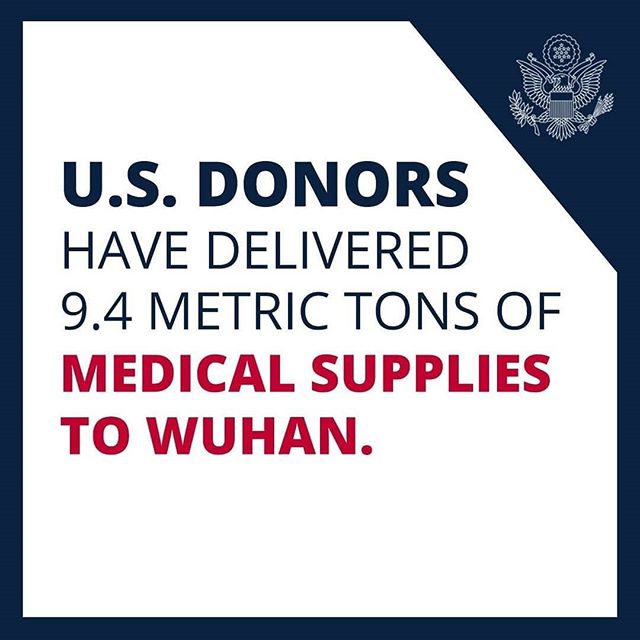 U.S. DONORS
HAVE DELIVERED
9.4 METRIC TONS OF
MEDICAL SUPPLIES
TO WUHAN.